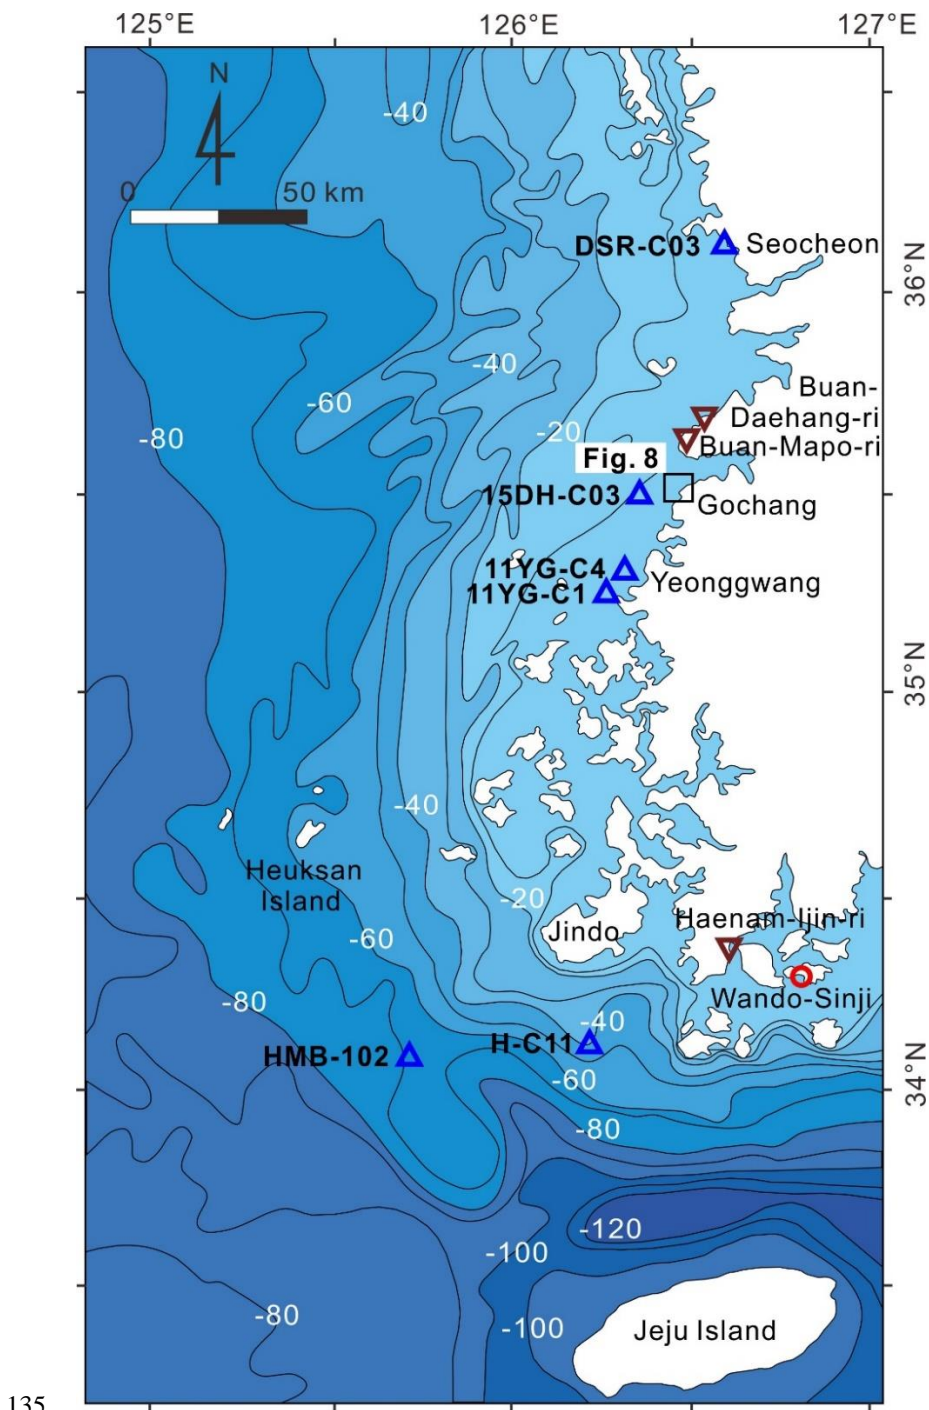 125°E
126°E
127°E
N
-40
0
50 km
DSR-C03
Seocheon
36°N
-40
Buan-
Daehang-ri
-60
-80
-20
Buan-Mapo-ri
Fig. 8
15DH-C03
Gochang
11YG-C4
Yeonggwang
11YG-C1
35°N
-40
Heuksan
Island
-20
Haenam-Ijin-ri
Jindo
-60
-80
Wando-Sinji
-40
H-C11
HMB-102
-60
34°N
-80
-120
-100
-80
-100
Jeju Island
135